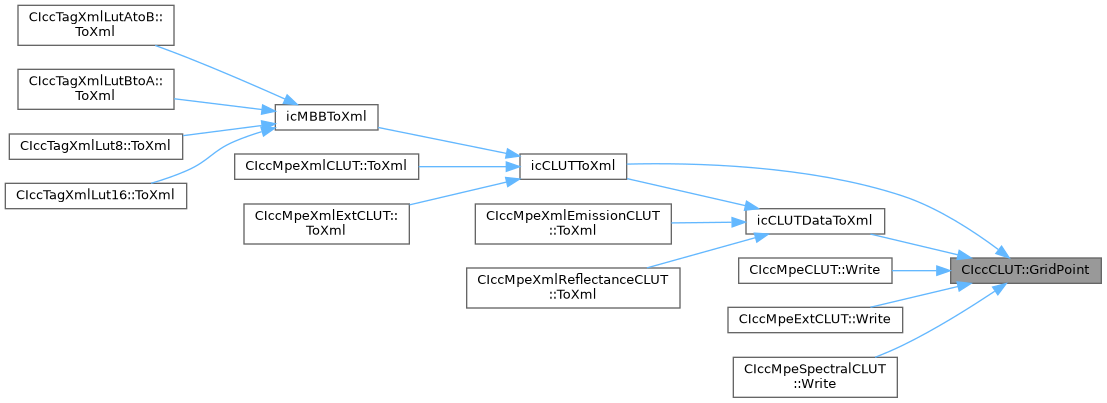 CIccTagXmlLutAtoB::
ToXml
CIccTagXmlLutBtoA::
ToXml
CIccTagXmlLut8::ToXml
CIccTagXmlLut16::ToXml
icMBBToXml
CIccMpeXmlCLUT::ToXml
CIccMpeXmlExtCLUT::
ToXml
icCLUTToXml
CIccMpeXmlEmissionCLUT
::ToXml
CIccMpeXmlReflectanceCLUT
::ToXml
icCLUTDataToXml
CIccMpeCLUT::Write
CIccMpeExtCLUT::Write
CIccMpeSpectralCLUT
::Write
CIccCLUT::GridPoint